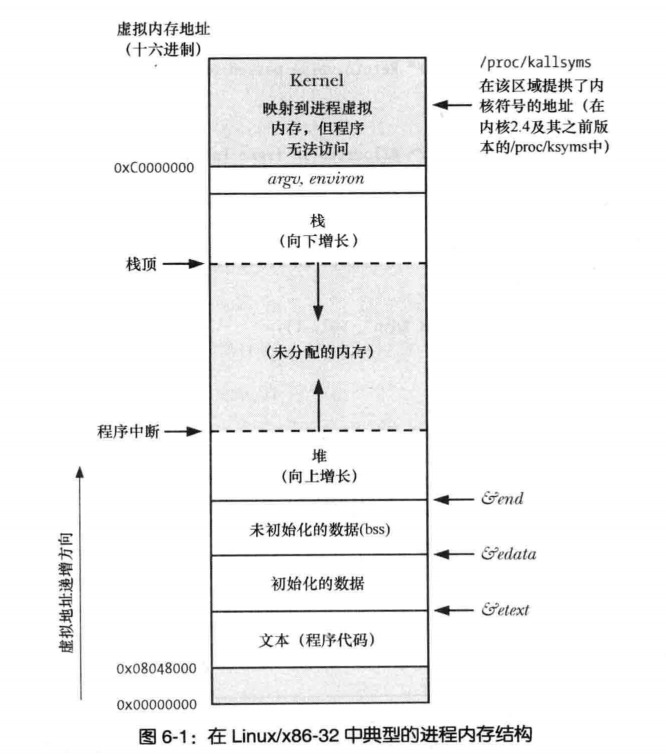 虚拟内存地址
（十六进制）
Kernel
映射到进程虚拟
内存，但程序
无法访问
/proc/kallsyms
在该区域提供了内
核符号的地址（在
内核2.4及其之前版
本的/proc/ksyms中）
0xC0000000
argv, environ
栈
（向下增长）
栈顶
（未分配的内存）
程序中断
堆
（向上增长）
&end
未初始化的数据(bss)
&edata
初始化的数据
&etext
文本（程序代码）
虚拟地址递增方向
0x08048000
0x00000000
图 6-1：在 Linux/x86-32 中典型的进程内存结构